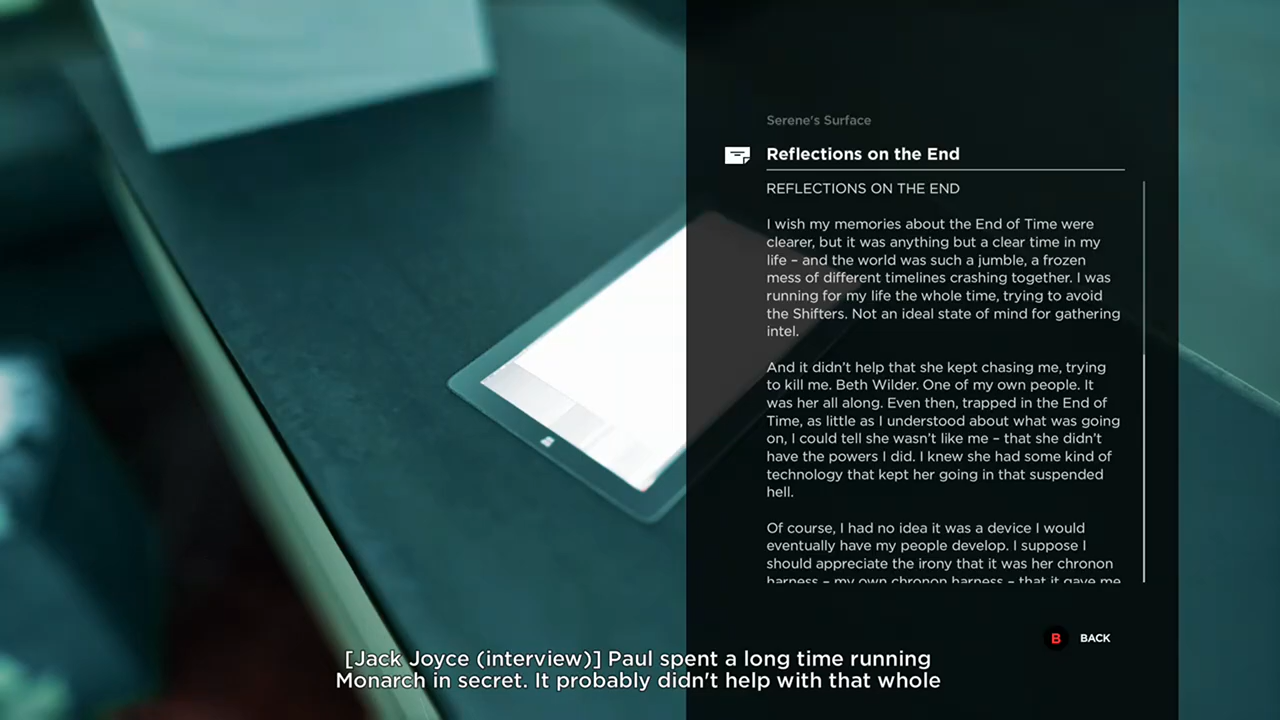 Serene's Surface
Reflections on the End
REFLECTIONS ON THE END
I wish my memories about the End of Time were
clearer, but it was anything but a clear time in my
life – and the world was such a jumble, a frozen
mess of different timelines crashing together. I was
running for my life the whole time, trying to avoid
the Shifters. Not an ideal state of mind for gathering
intel.
And it didn't help that she kept chasing me, trying
to kill me. Beth Wilder. One of my own people. It
was her all along. Even then, trapped in the End of
Time, as little as I understood about what was going
on, I could tell she wasn't like me – that she didn't
have the powers I did. I knew she had some kind of
technology that kept her going in that suspended
hell.
Of course, I had no idea it was a device I would
eventually have my people develop. I suppose I
should appreciate the irony that it was her chronon
harness – my own chronon harness – that it gave me
B BACK
[Jack Joyce (interview)] Paul spent a long time running
Monarch in secret. It probably didn't help with that whole